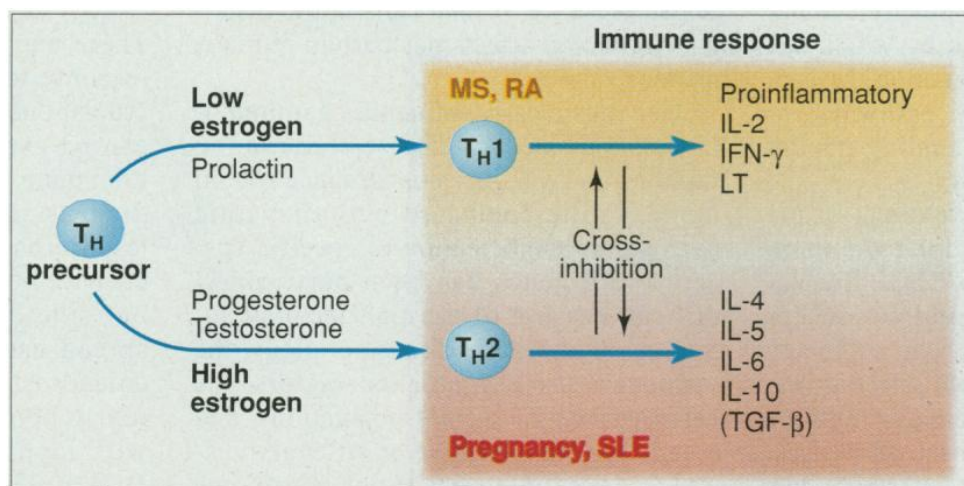 Immune response
MS, RA
Low
estrogen
Prolactin
TH1
Proinflammatory
IL-2
IFN-γ
LT
TH
precursor
Cross-
inhibition
Progesterone
Testosterone
High
estrogen
TH2
IL-4
IL-5
IL-6
IL-10
(TGF-β)
Pregnancy, SLE